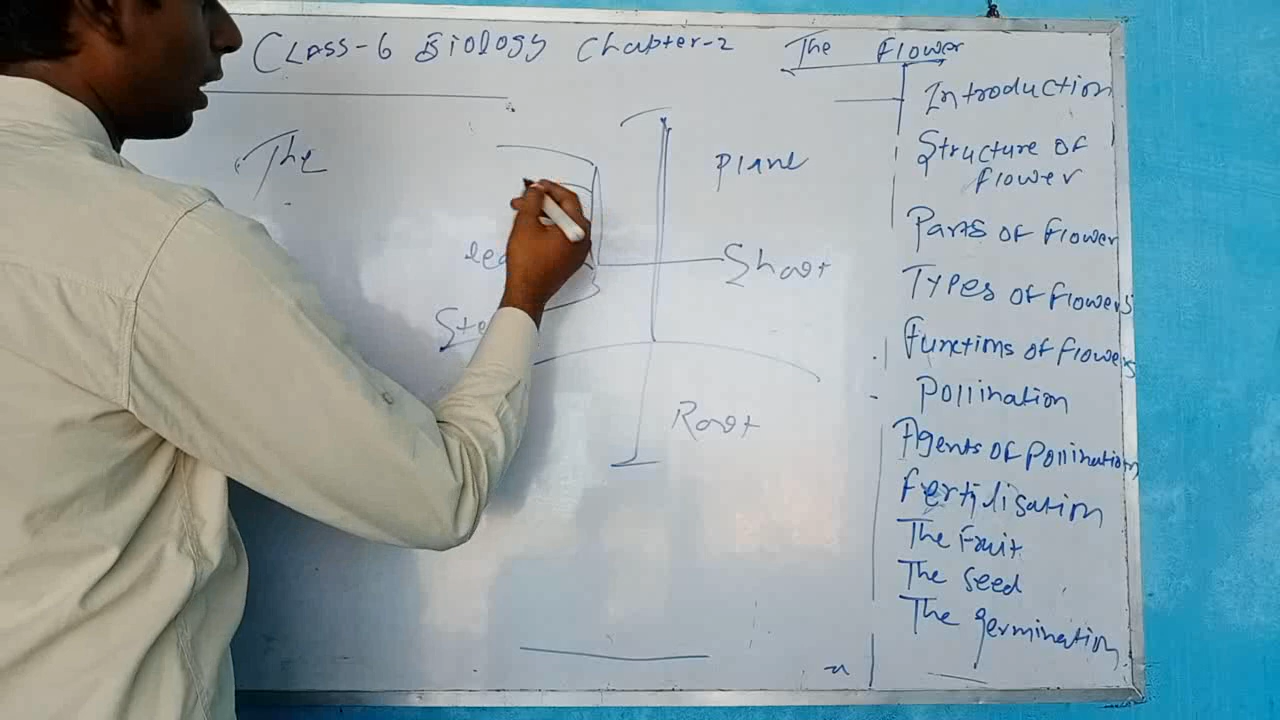 Class-6 Biology Chapter-2 The Flower
The
Plane
Shoot
Root
Introduction
Structure of
flower
Parts of flower
Types of flowers
Functions of flowers
Pollination
Agents of pollination
Fertilisation
The Fruit
The seed
The germination